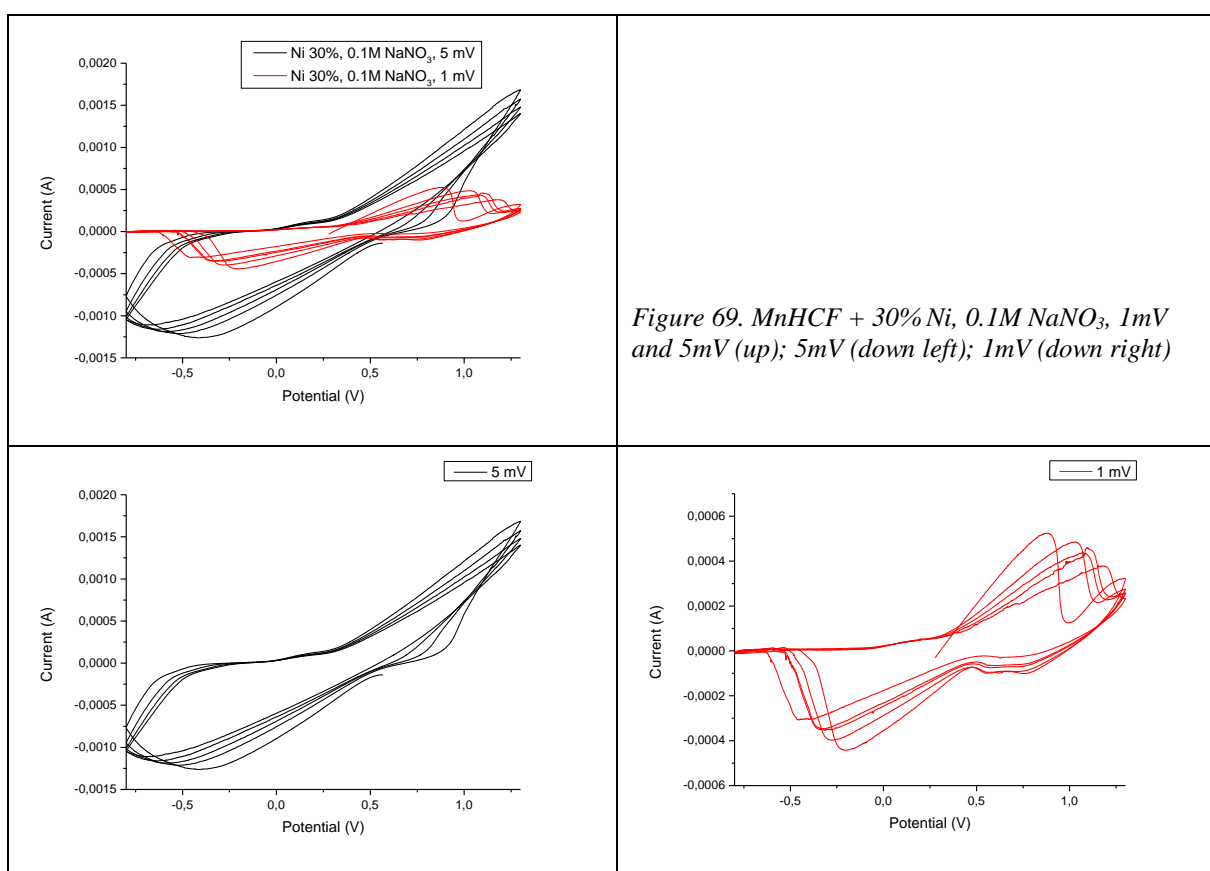 Ni 30%, 0.1M NaNO₃, 5 mV
Ni 30%, 0.1M NaNO₃, 1 mV
0,0020
0,0015
0,0010
0,0005
0,0000
-0,0005
-0,0010
-0,0015
Current (A)
-0,5 0,0 0,5 1,0
Potential (V)
Figure 69. MnHCF + 30% Ni, 0.1M NaNO₃, 1mV
and 5mV (up); 5mV (down left); 1mV (down right)
5 mV
0,0020
0,0015
0,0010
0,0005
0,0000
-0,0005
-0,0010
-0,0015
Current (A)
-0,5 0,0 0,5 1,0
Potential (V)
1 mV
0,0006
0,0004
0,0002
0,0000
-0,0002
-0,0004
-0,0006
Current (A)
-0,5 0,0 0,5 1,0
Potential (V)